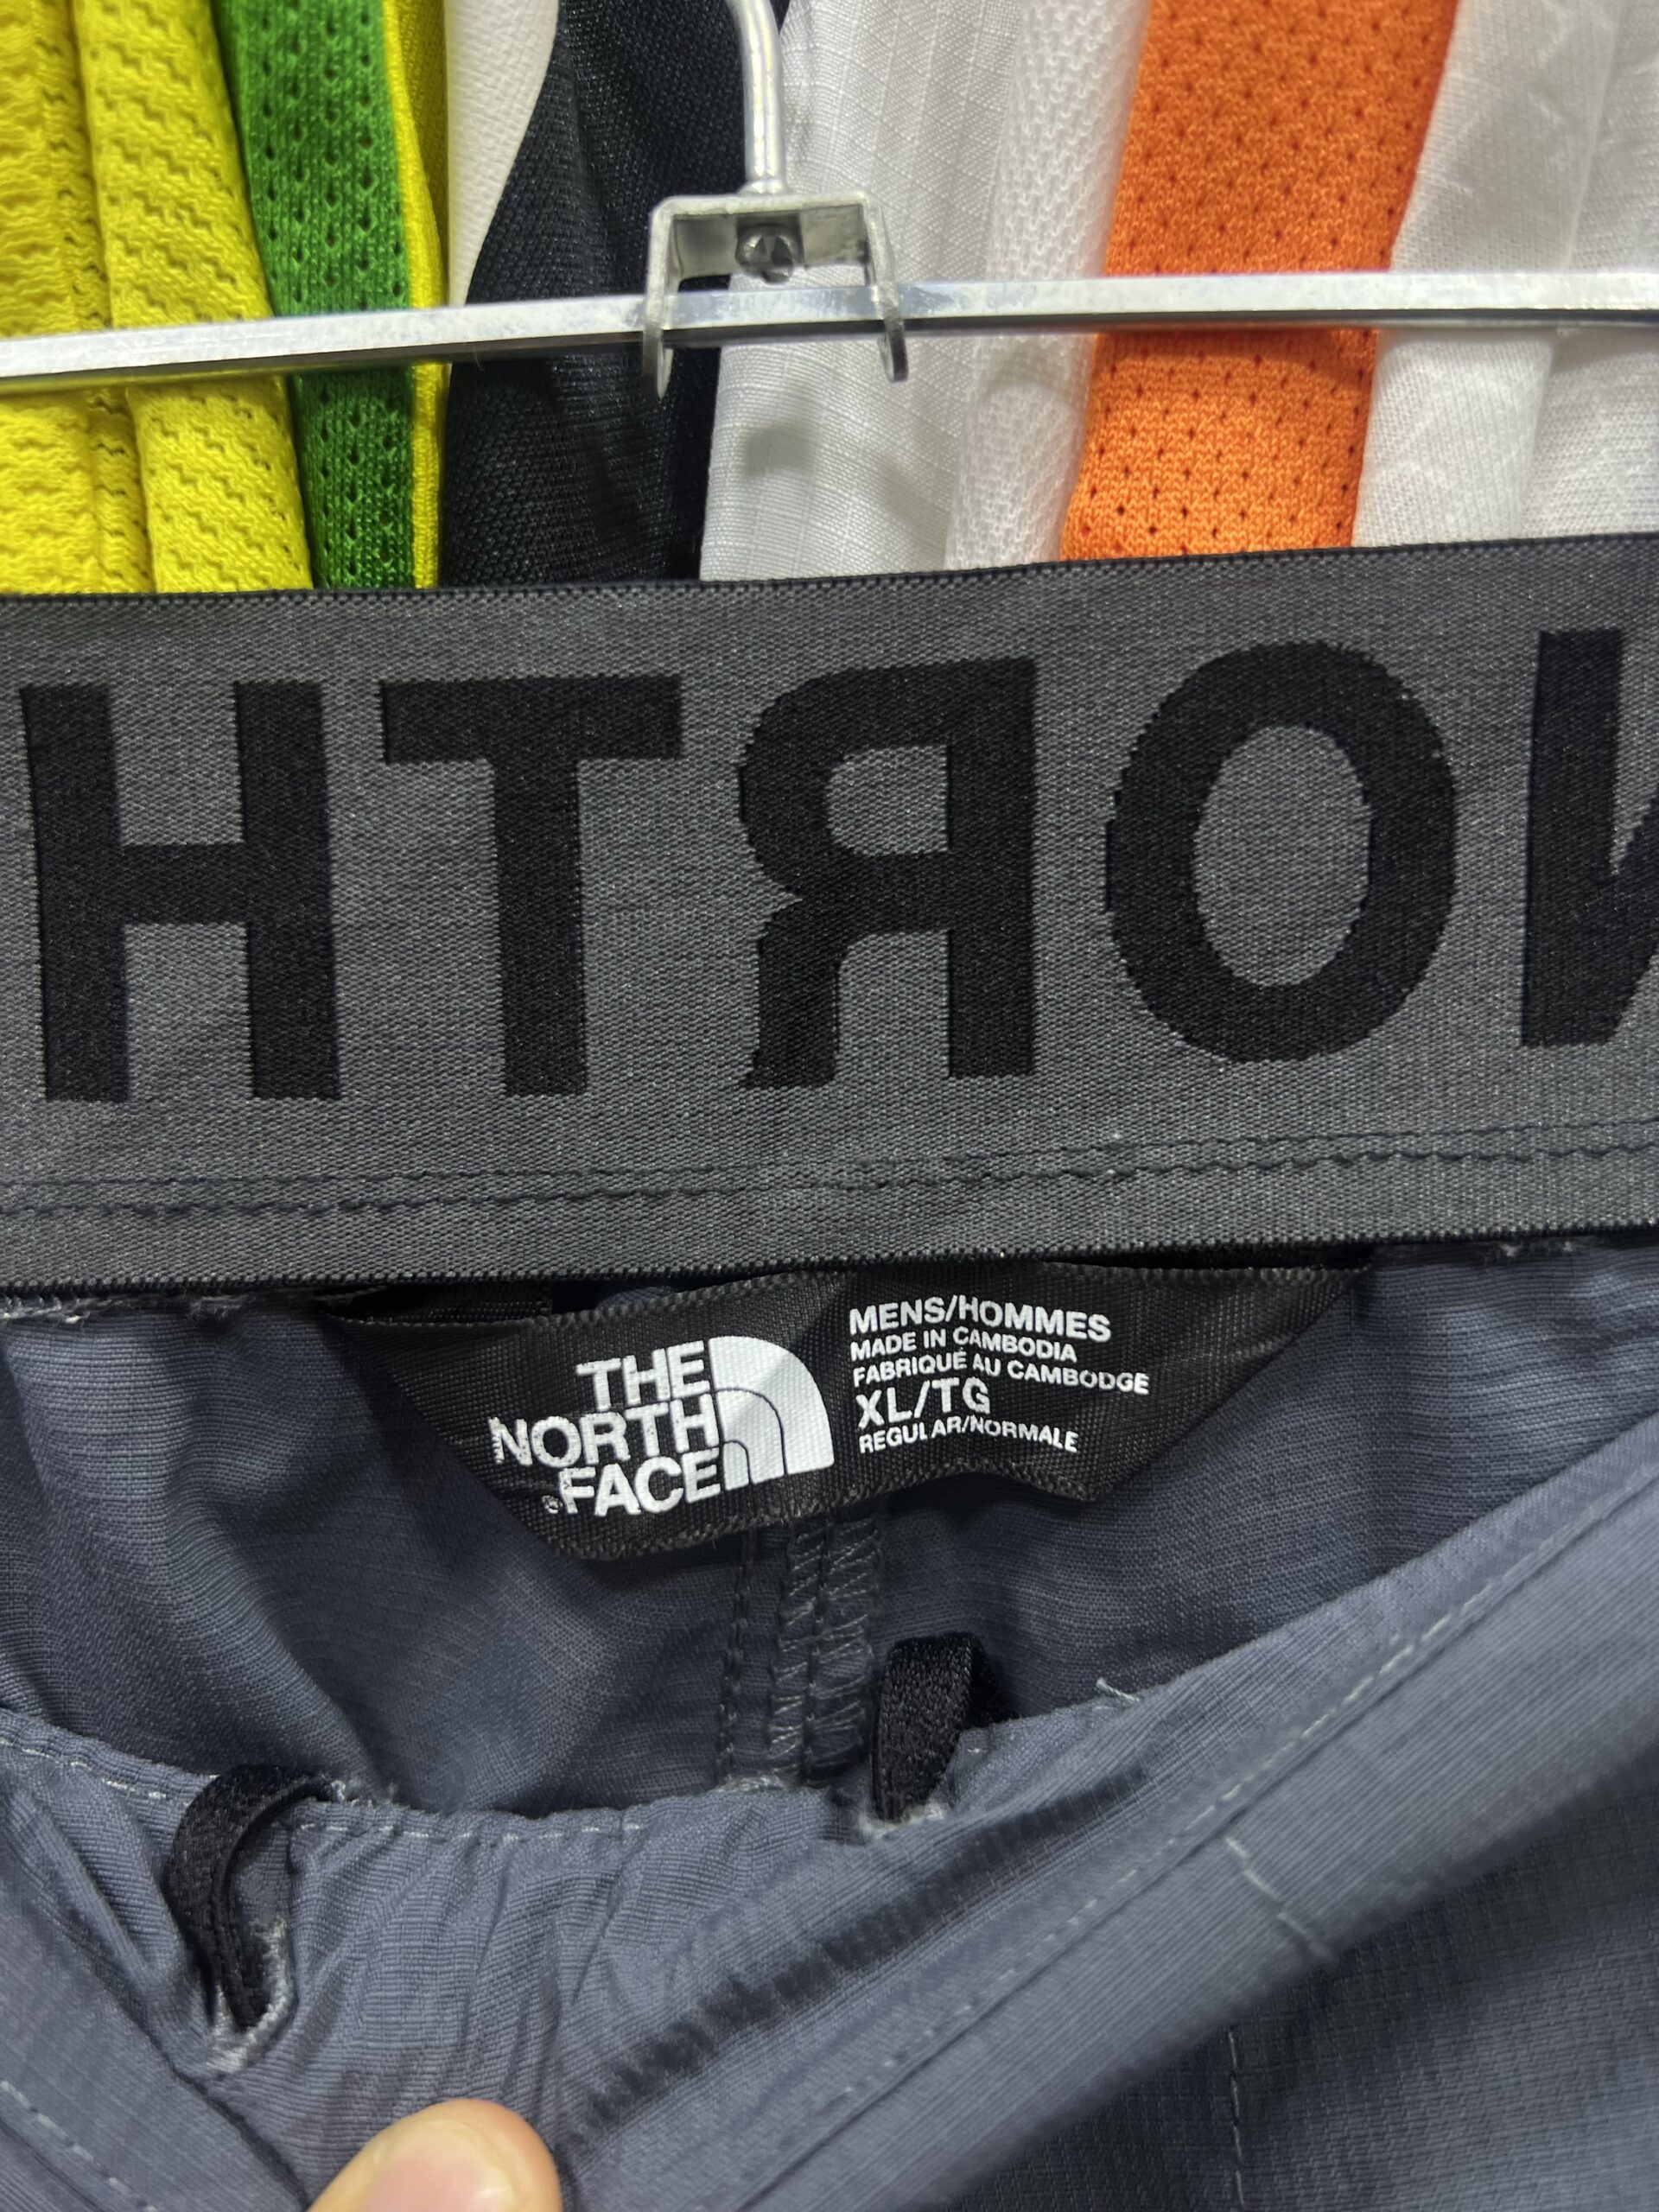 NORTH
THE
NORTH
FACE
MENS/HOMMES
MADE IN CAMBODIA
FABRIQUÉ AU CAMBODGE
XL/TG
REGULAR/NORMALE